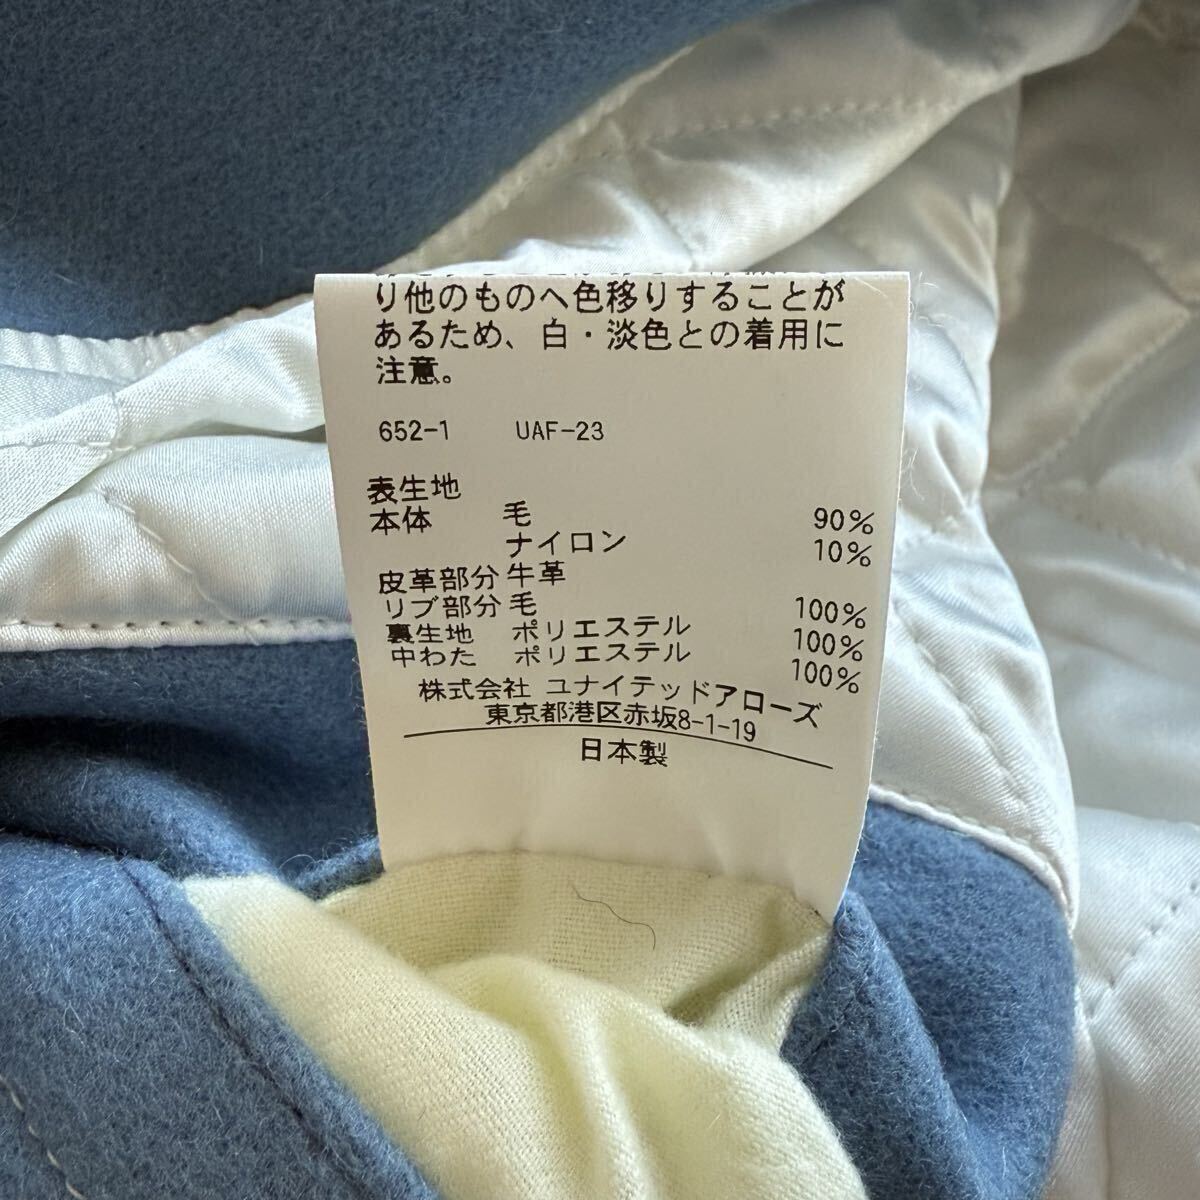 り他のものへ色移りすることが
あるため、白・淡色との着用に
注意。
652-1 UAF-23
表生地
本体 毛 90%
ナイロン 10%
皮革部分 牛革
リブ部分 毛 100%
裏生地 ポリエステル 100%
中わた ポリエステル 100%
株式会社 ユナイテッドアローズ
東京都港区赤坂8-1-19
日本製